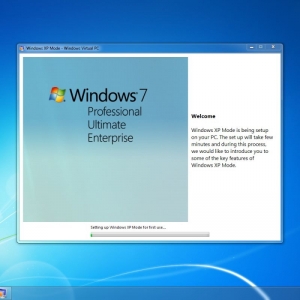 Windows XP Mode - Windows Virtual PC
Windows 7
Professional
Ultimate
Enterprise
Welcome
Windows XP Mode is being setup
on your PC. The set up will take few
minutes and during this process,
we would like to introduce you to
some of the key features of
Windows XP Mode.
Setting up Windows XP Mode for first use...